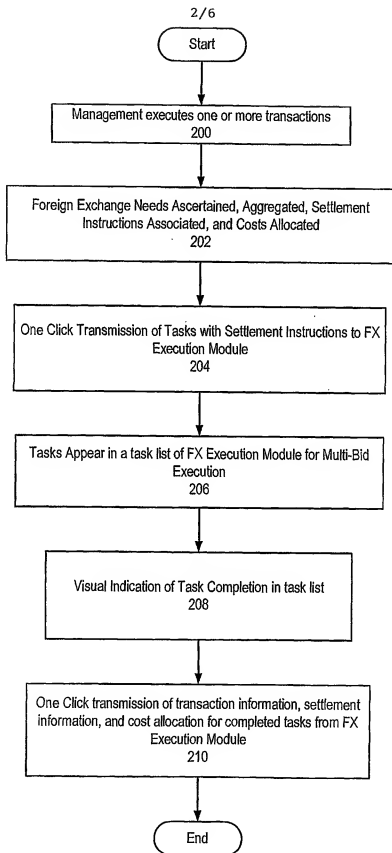 2/6
Start
Management executes one or more transactions
200
Foreign Exchange Needs Ascertained, Aggregated, Settlement
Instructions Associated, and Costs Allocated
202
One Click Transmission of Tasks with Settlement Instructions to FX
Execution Module
204
Tasks Appear in a task list of FX Execution Module for Multi-Bid
Execution
206
Visual Indication of Task Completion in task list
208
One Click transmission of transaction information, settlement
information, and cost allocation for completed tasks from FX
Execution Module
210
End